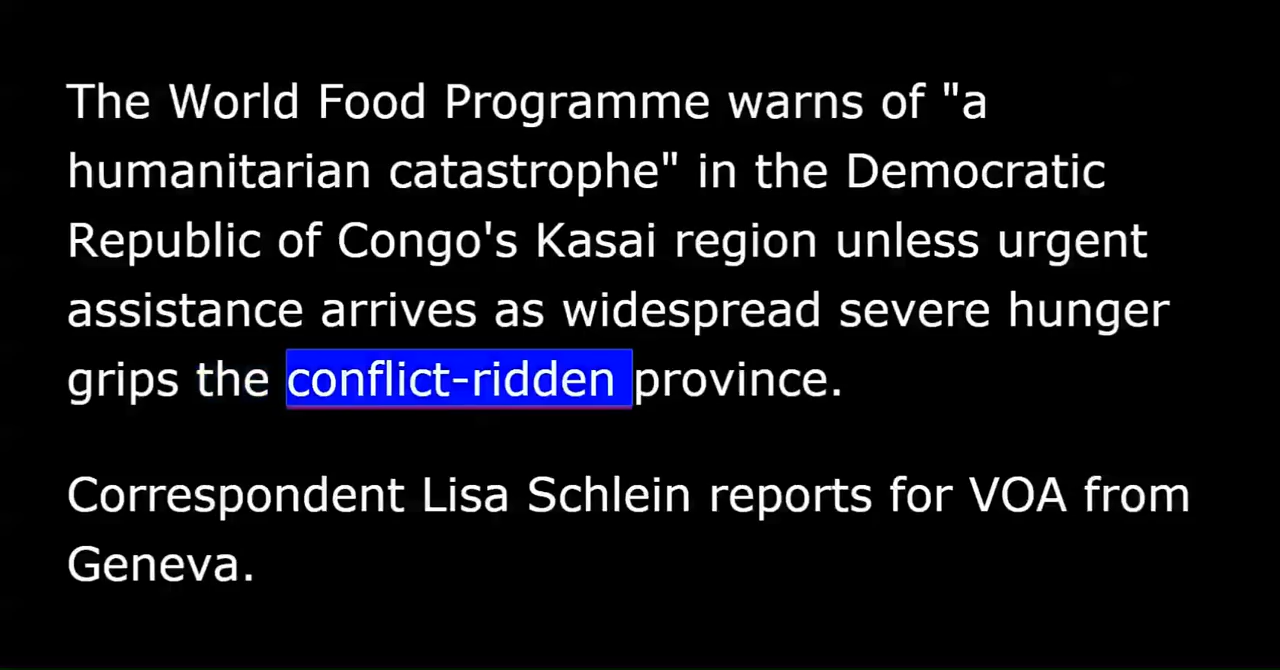 The World Food Programme warns of "a
humanitarian catastrophe" in the Democratic
Republic of Congo's Kasai region unless urgent
assistance arrives as widespread severe hunger
grips the conflict-ridden province.
Correspondent Lisa Schlein reports for VOA from
Geneva.